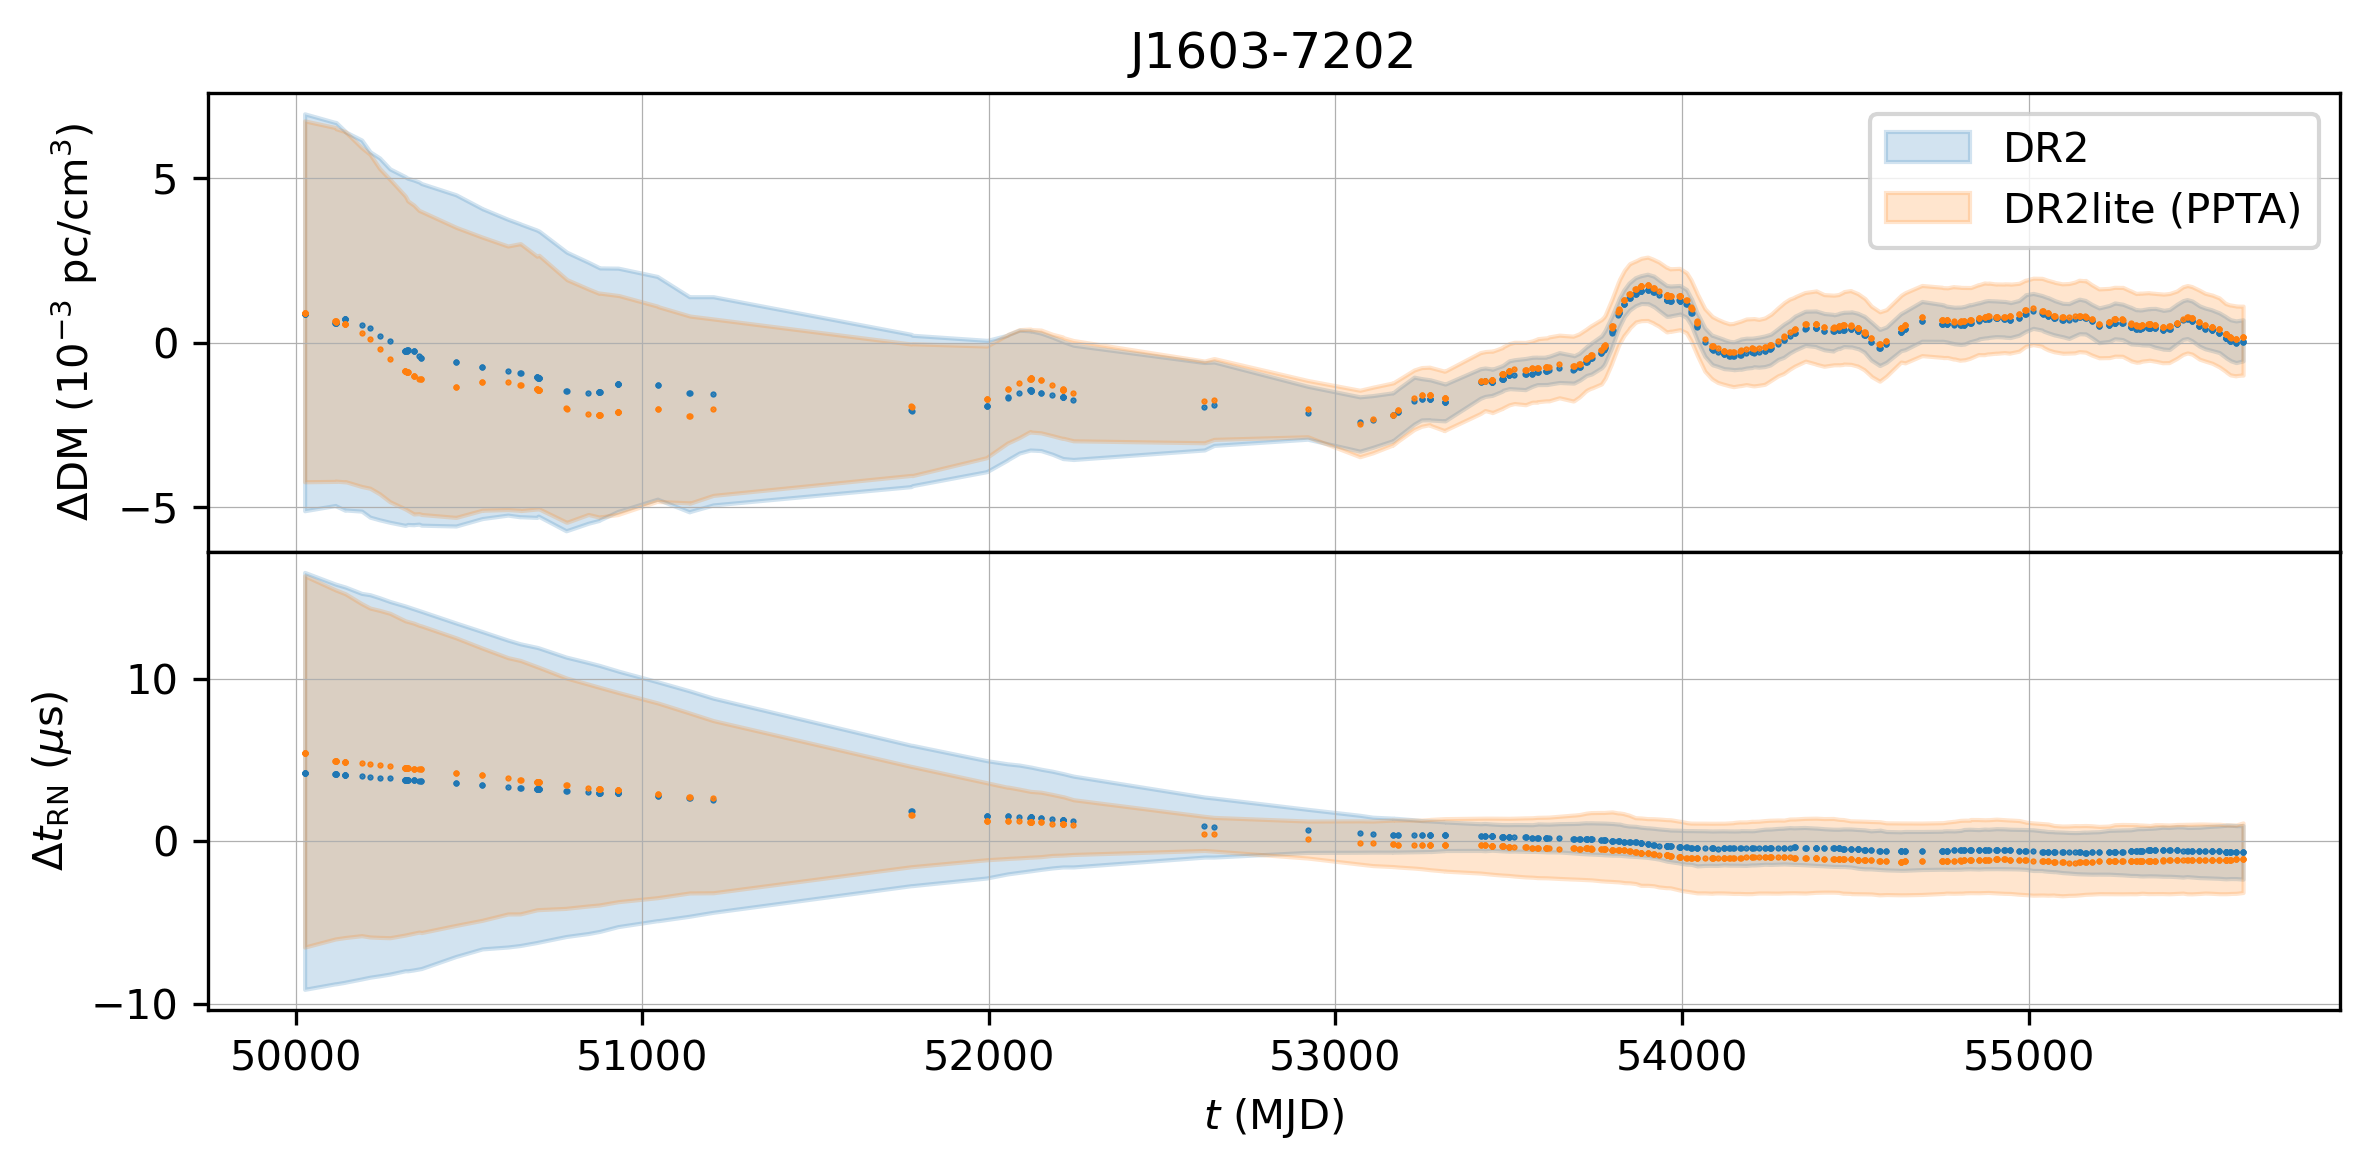 J1603-7202
ΔDM (10⁻³ pc/cm³)
5
0
−5
DR2
DR2lite (PPTA)
Δt_RN (μs)
10
0
−10
50000 51000 52000 53000 54000 55000
t (MJD)